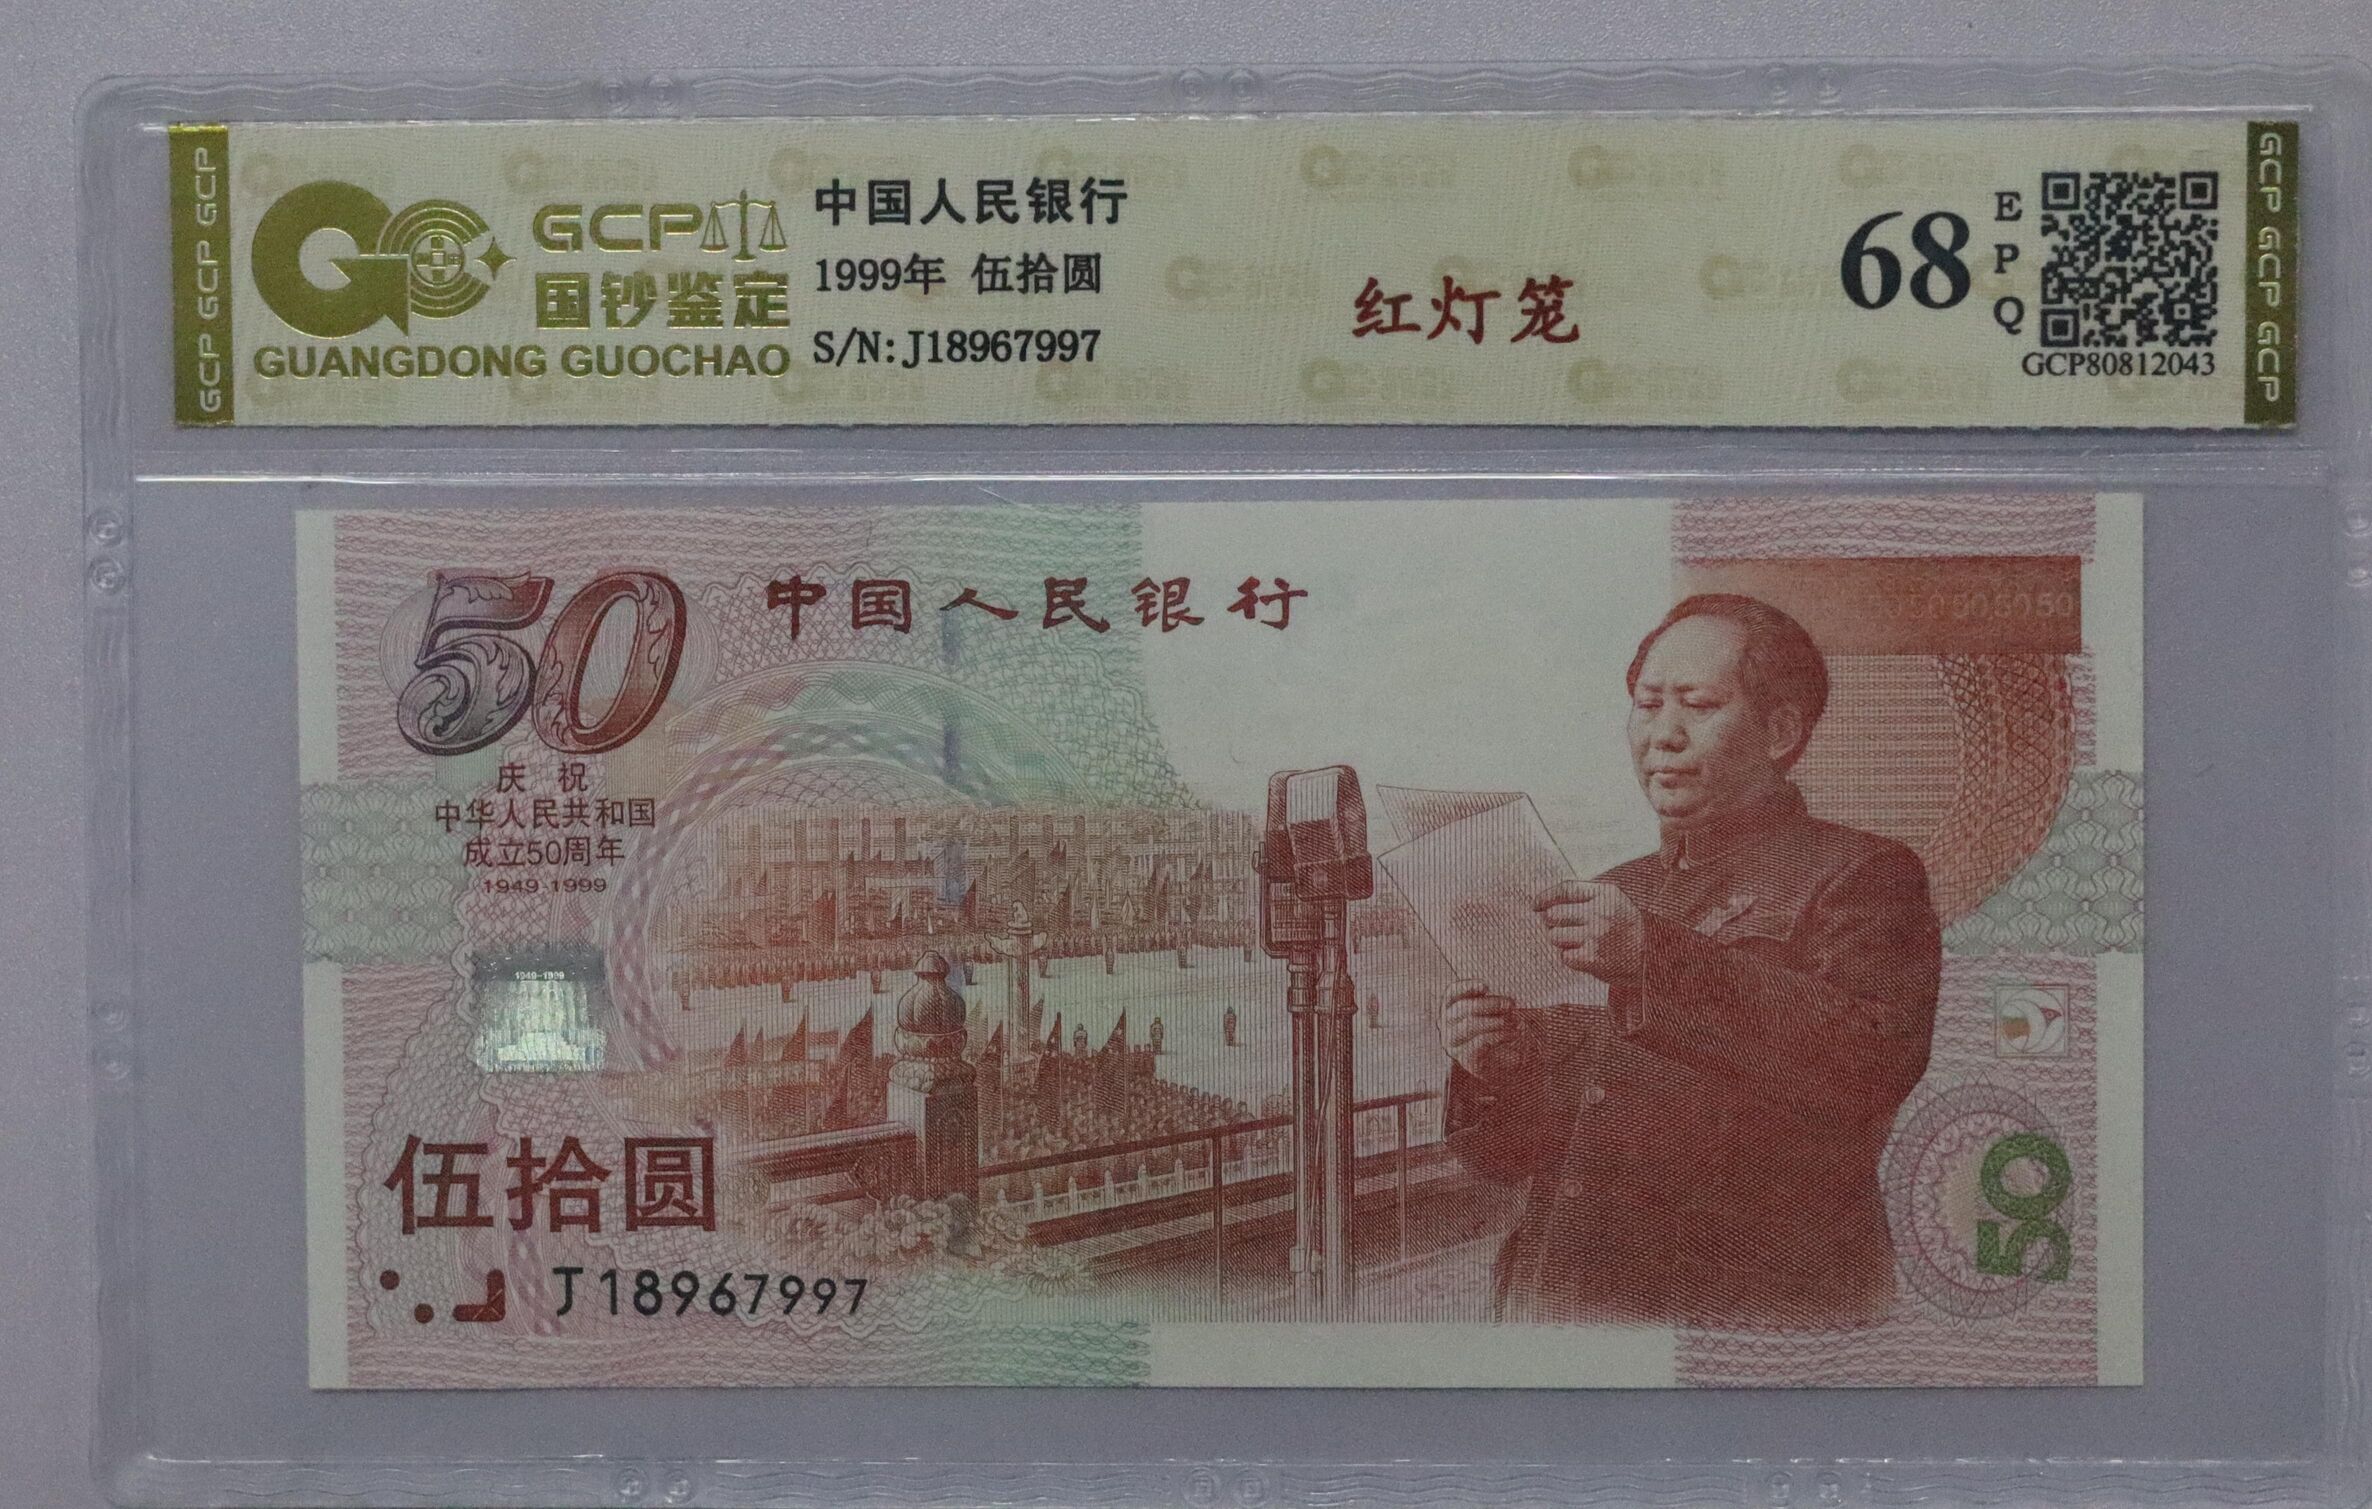 GCP GCP GCP
GCP
国钞鉴定
GUANGDONG GUOCHAO
中国人民银行
1999年 伍拾圆
S/N:J18967997
红灯笼
68
E
P
Q
GCP80812043
GCP GCP GCP
50
中国人民银行
庆祝
中华人民共和国
成立50周年
1949-1999
1949-1999
伍拾圆
J18967997
50